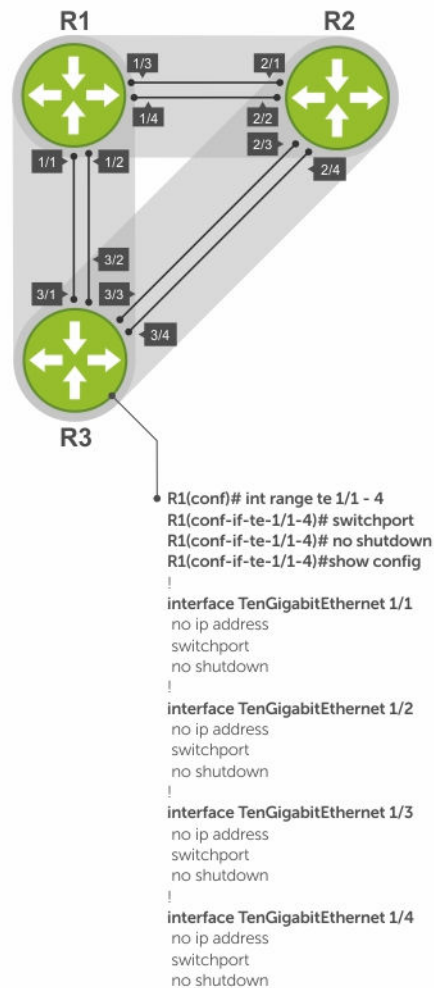 R1
R2
1/3
2/1
1/4
2/2
2/3
1/1
1/2
2/4
3/2
3/1
3/3
3/4
R3
R1(conf)# int range te 1/1 - 4
R1(conf-if-te-1/1-4)# switchport
R1(conf-if-te-1/1-4)# no shutdown
R1(conf-if-te-1/1-4)#show config
!
interface TenGigabitEthernet 1/1
no ip address
switchport
no shutdown
!
interface TenGigabitEthernet 1/2
no ip address
switchport
no shutdown
!
interface TenGigabitEthernet 1/3
no ip address
switchport
no shutdown
!
interface TenGigabitEthernet 1/4
no ip address
switchport
no shutdown